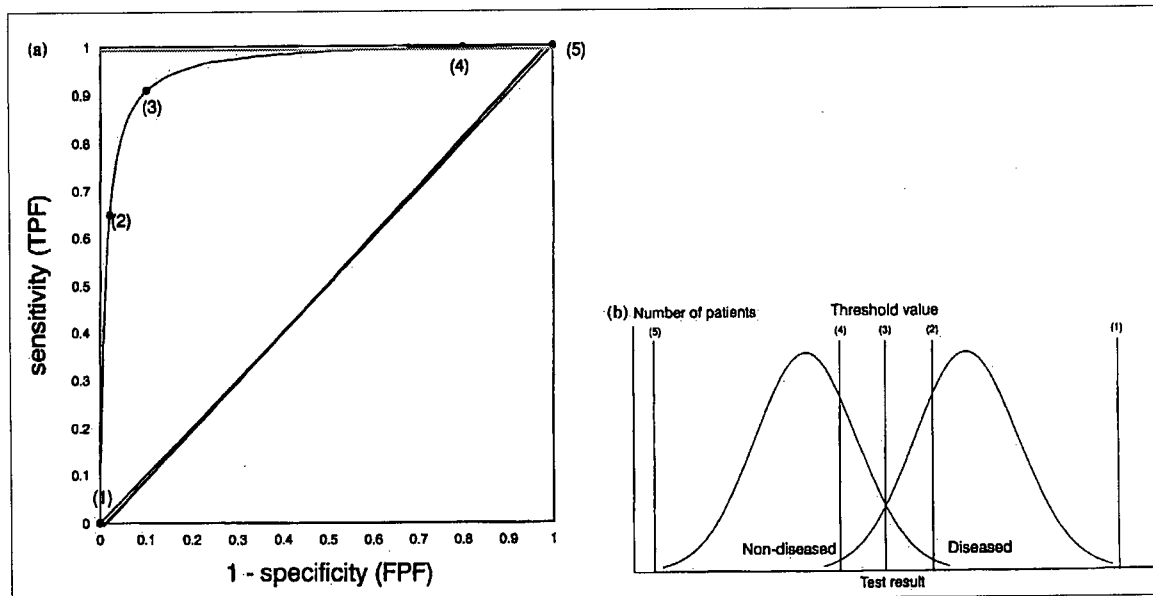 (a)
sensitivity (TPF)
1
0.9
0.8
0.7
0.6
0.5
0.4
0.3
0.2
0.1
0
(1)
(2)
(3)
(4)
(5)
0 0.1 0.2 0.3 0.4 0.5 0.6 0.7 0.8 0.9 1
1 - specificity (FPF)
(b) Number of patients Threshold value
(5) (4) (3) (2) (1)
Non-diseased Diseased
Test result